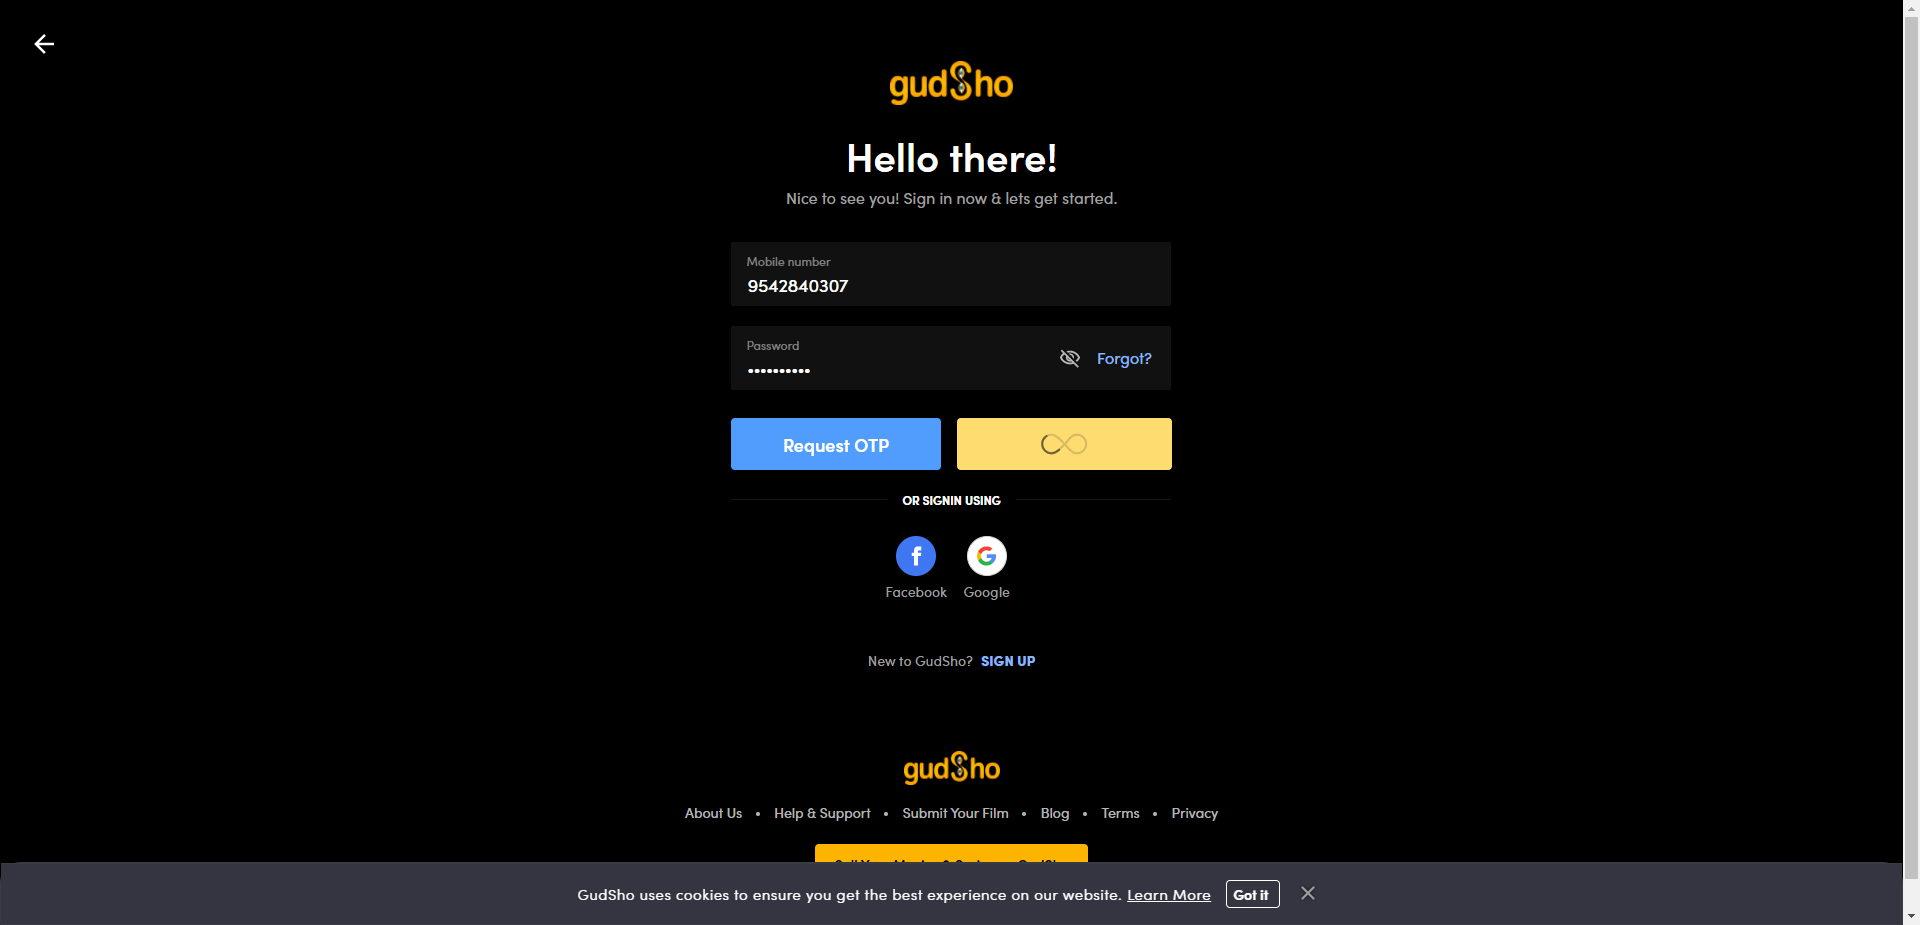 gudSho
Hello there!
Nice to see you! Sign in now & lets get started.
Mobile number
9542840307
Password
••••••••••
Forgot?
Request OTP
OR SIGNIN USING
Facebook
Google
New to GudSho? SIGN UP
gudSho
About Us • Help & Support • Submit Your Film • Blog • Terms • Privacy
GudSho uses cookies to ensure you get the best experience on our website. Learn More Got it